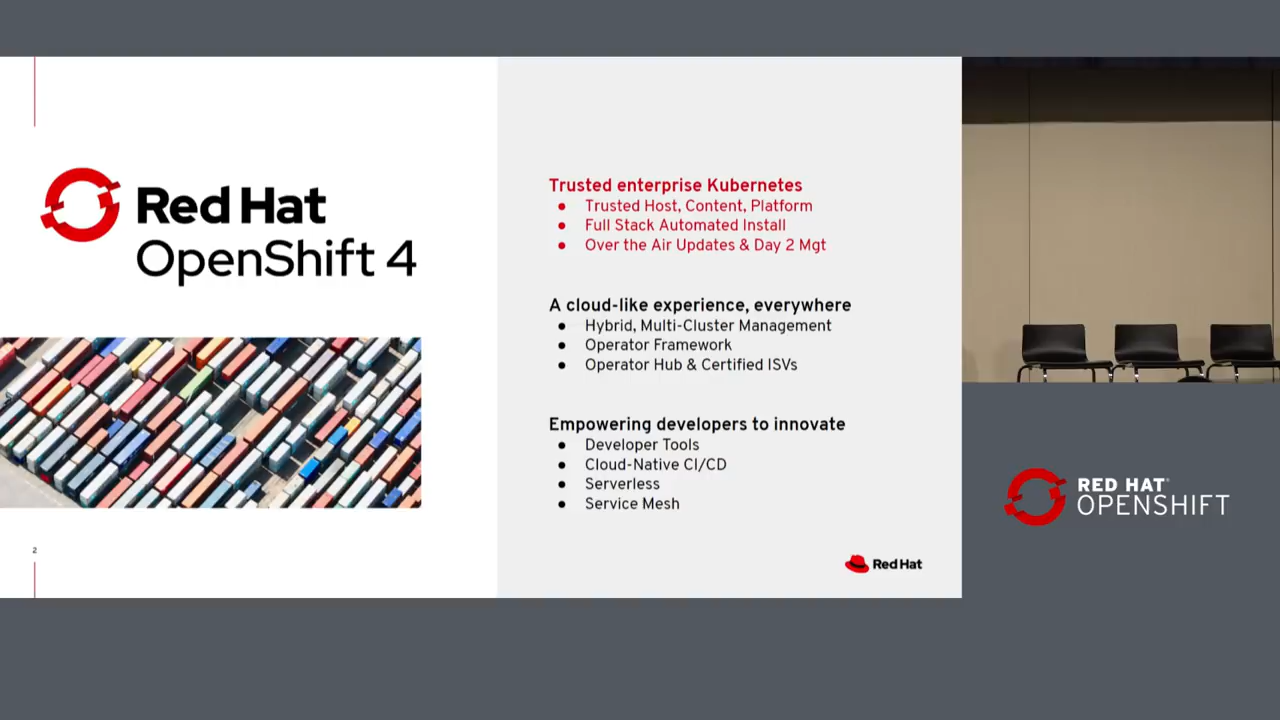 Red Hat
OpenShift 4
2
Trusted enterprise Kubernetes
● Trusted Host, Content, Platform
● Full Stack Automated Install
● Over the Air Updates & Day 2 Mgt
A cloud-like experience, everywhere
● Hybrid, Multi-Cluster Management
● Operator Framework
● Operator Hub & Certified ISVs
Empowering developers to innovate
● Developer Tools
● Cloud-Native CI/CD
● Serverless
● Service Mesh
Red Hat
RED HAT®
OPENSHIFT